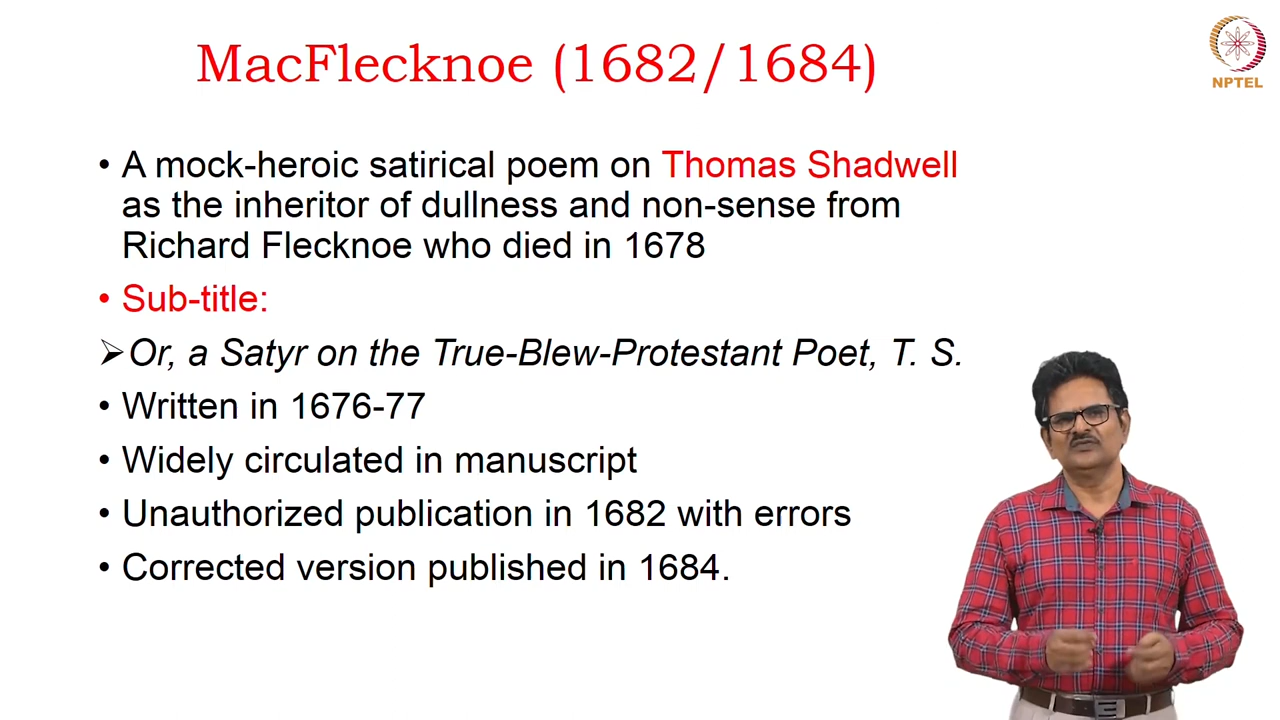 MacFlecknoe (1682/1684)
NPTEL
• A mock-heroic satirical poem on Thomas Shadwell
as the inheritor of dullness and non-sense from
Richard Flecknoe who died in 1678
• Sub-title:
➢Or, a Satyr on the True-Blew-Protestant Poet, T. S.
• Written in 1676-77
• Widely circulated in manuscript
• Unauthorized publication in 1682 with errors
• Corrected version published in 1684.